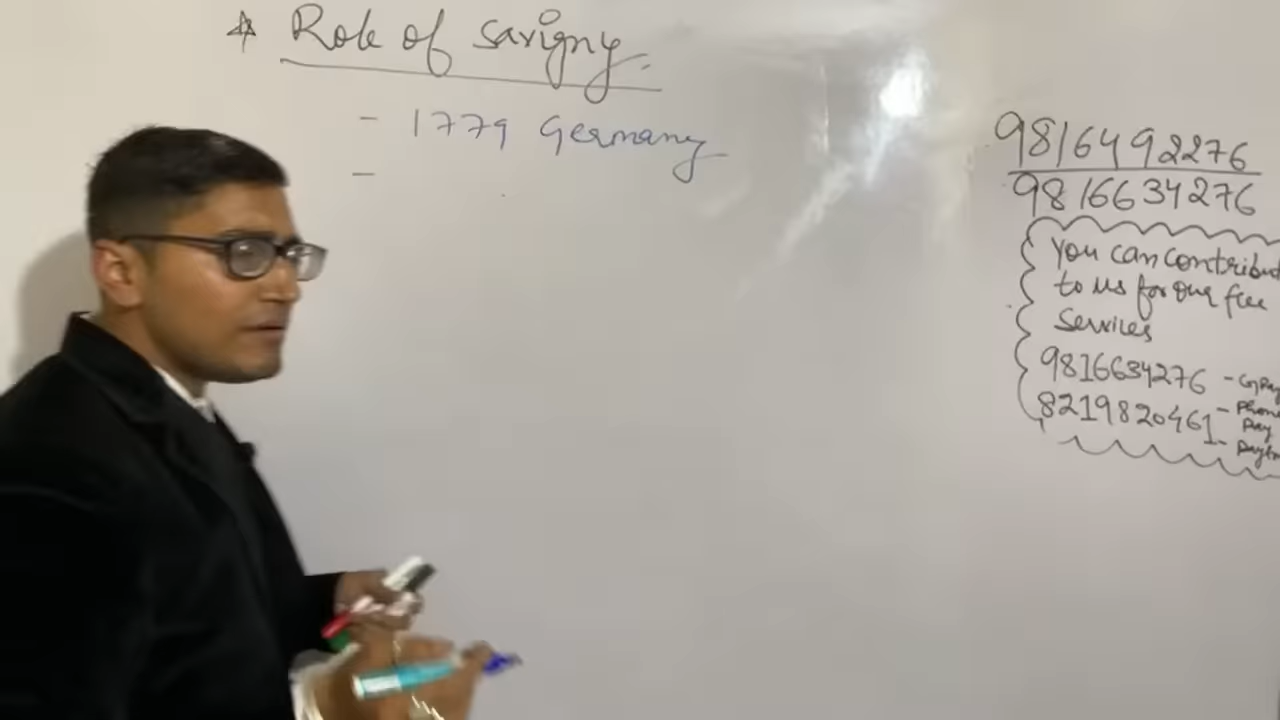 ☆ Role of Savigny.
- 1779 Germany
-
9816492276
9816634276
You can contribut
to us for our free
Services
9816634276 - GPay
8219820461 - Phone
Pay
- Paytm